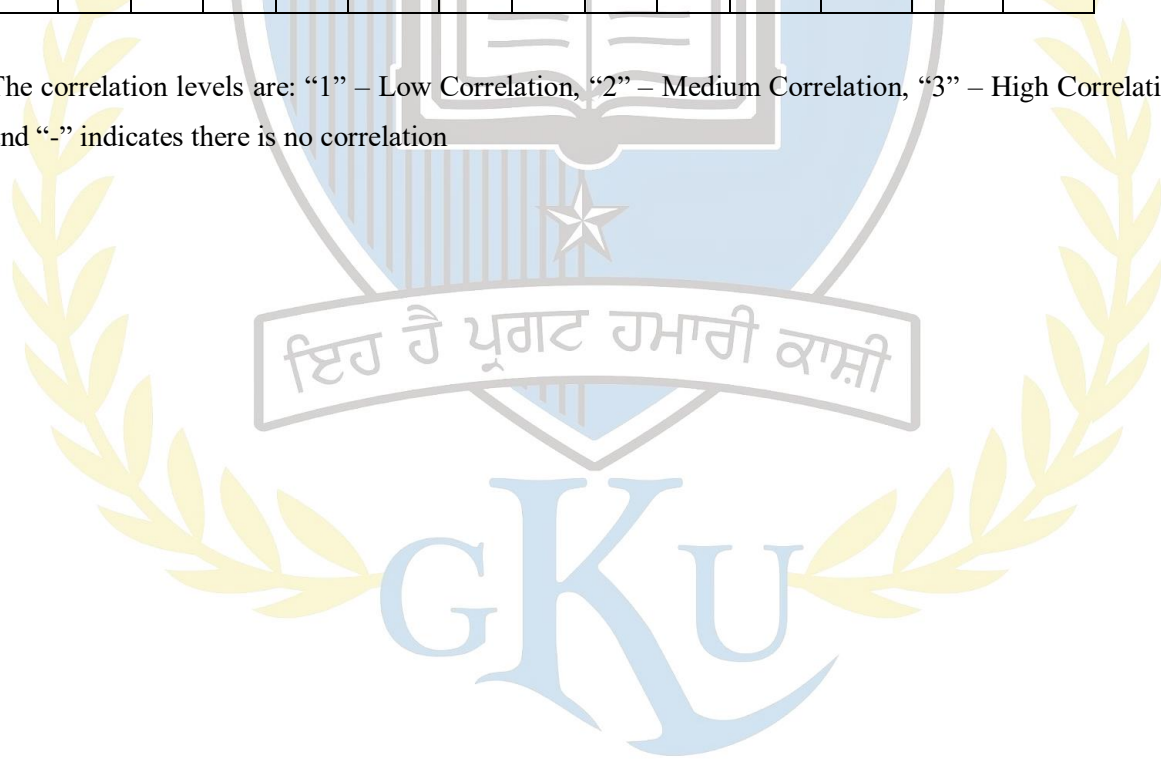 The correlation levels are: “1” – Low Correlation, “2” – Medium Correlation, “3” – High Correlati
nd “-” indicates there is no correlation
ਇਹ ਹੈ ਪ੍ਰਗਟ ਹਮਾਰੀ ਕਾਸ਼ੀ
GKU